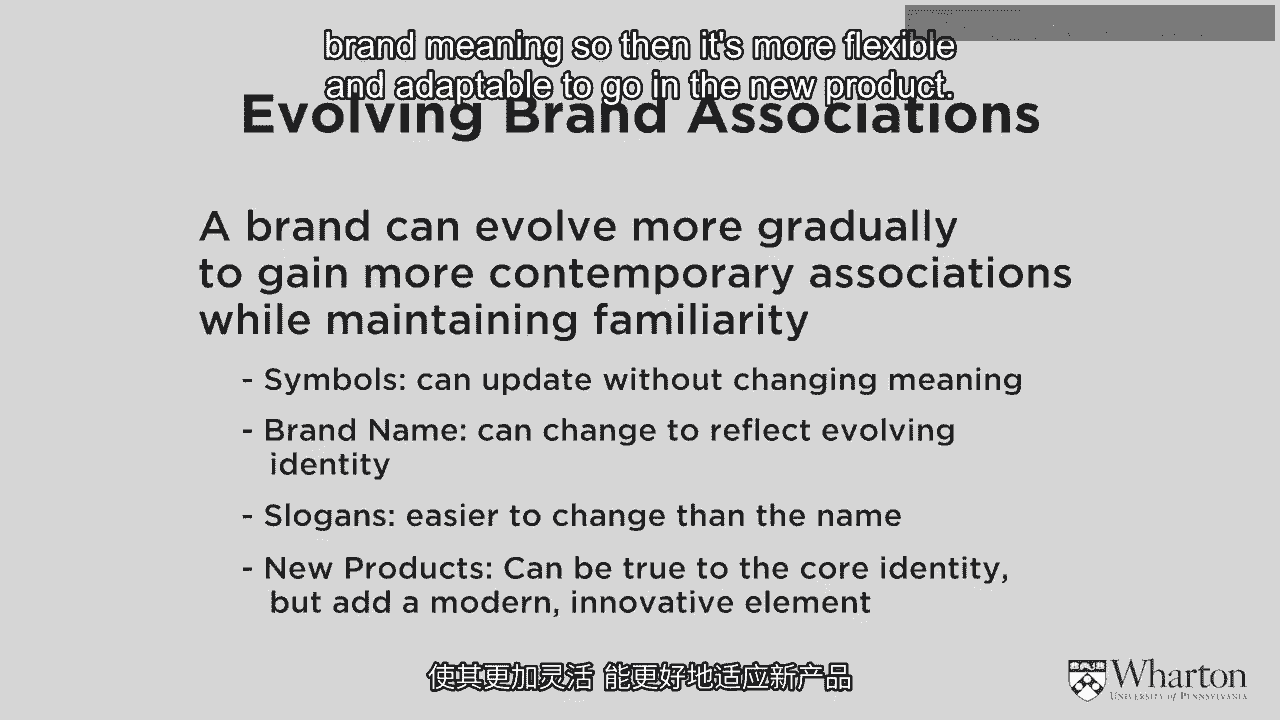 brand meaning so then it's more flexible
and adaptable to go in the new product.
Evolving Brand Associations
A brand can evolve more gradually
to gain more contemporary associations
while maintaining familiarity
- Symbols: can update without changing meaning
- Brand Name: can change to reflect evolving
identity
- Slogans: easier to change than the name
- New Products: Can be true to the core identity,
but add a modern, innovative element
使其更加灵活 能更好地适应新产品
Wharton
UNIVERSITY of PENNSYLVANIA